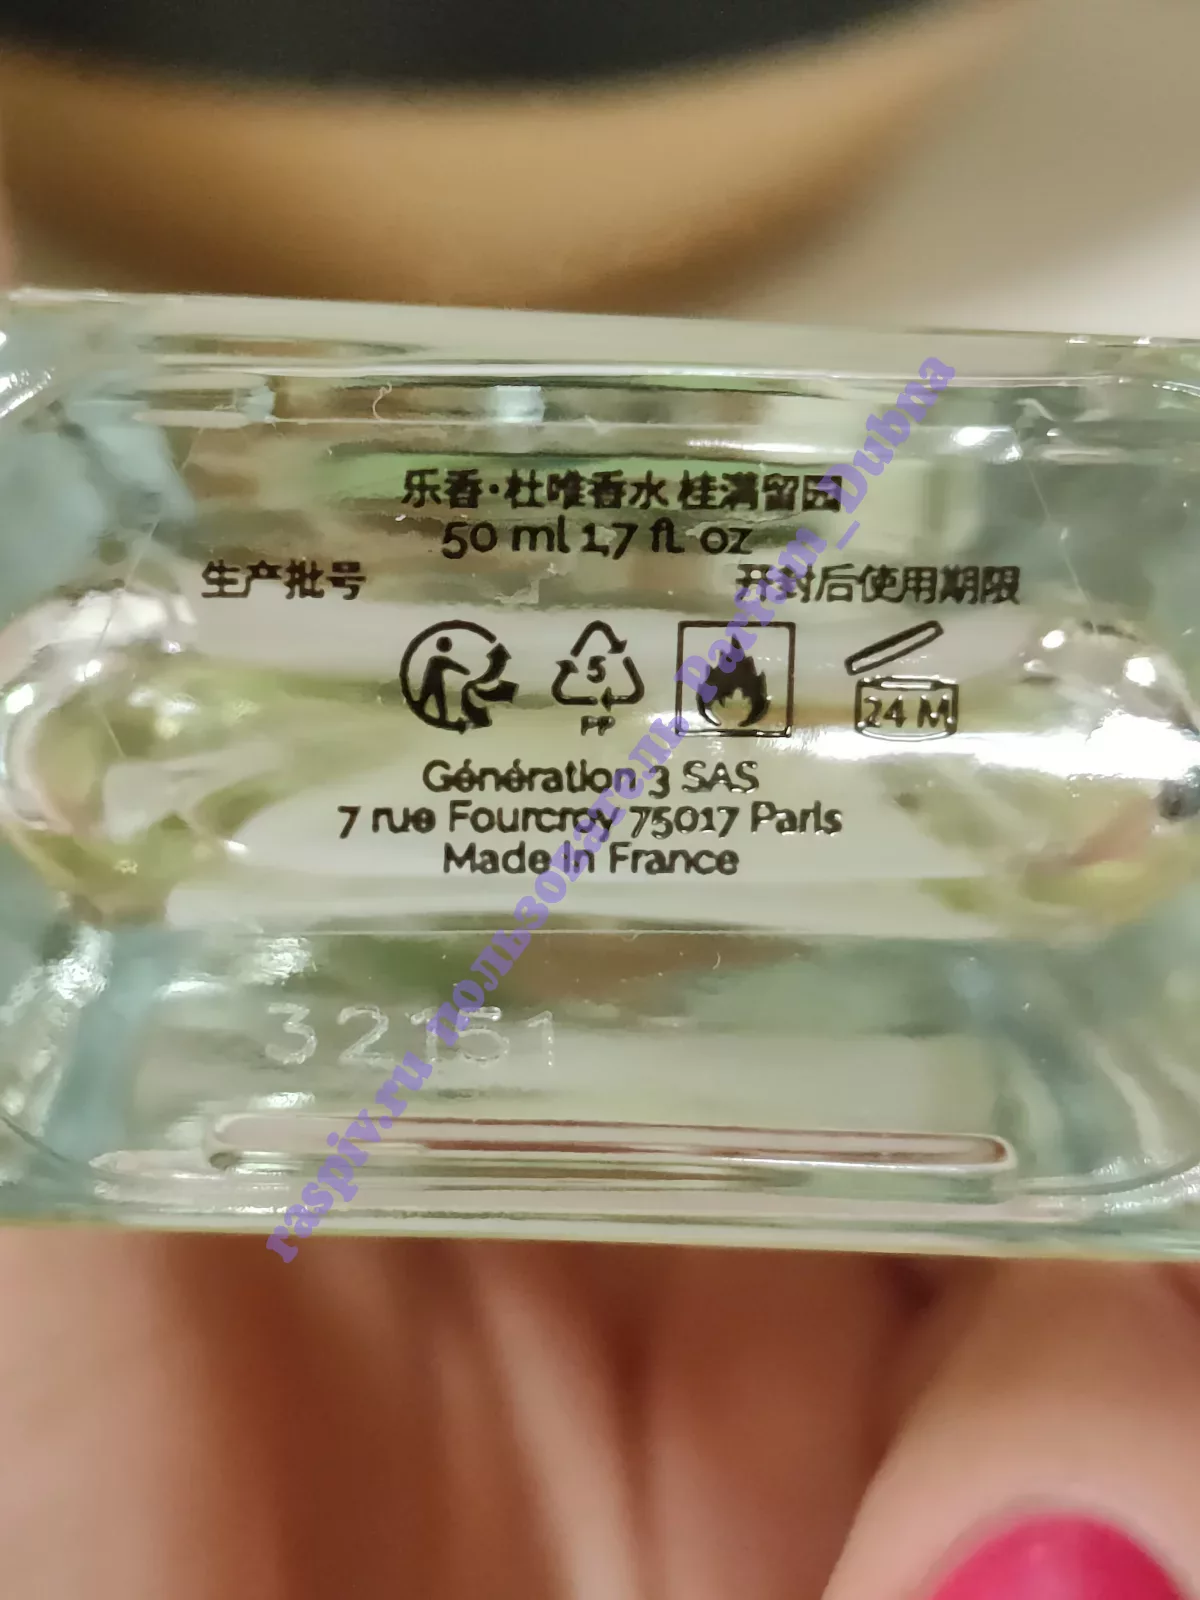 乐香·杜唯香水 桂满留园
50 ml 1,7 fl oz
生产批号
开封后使用期限
5
PP
24 M
Génération 3 SAS
7 rue Fourcroy 75017 Paris
Made in France
32151
raspiv.ru пользователь Parfum_Dubna